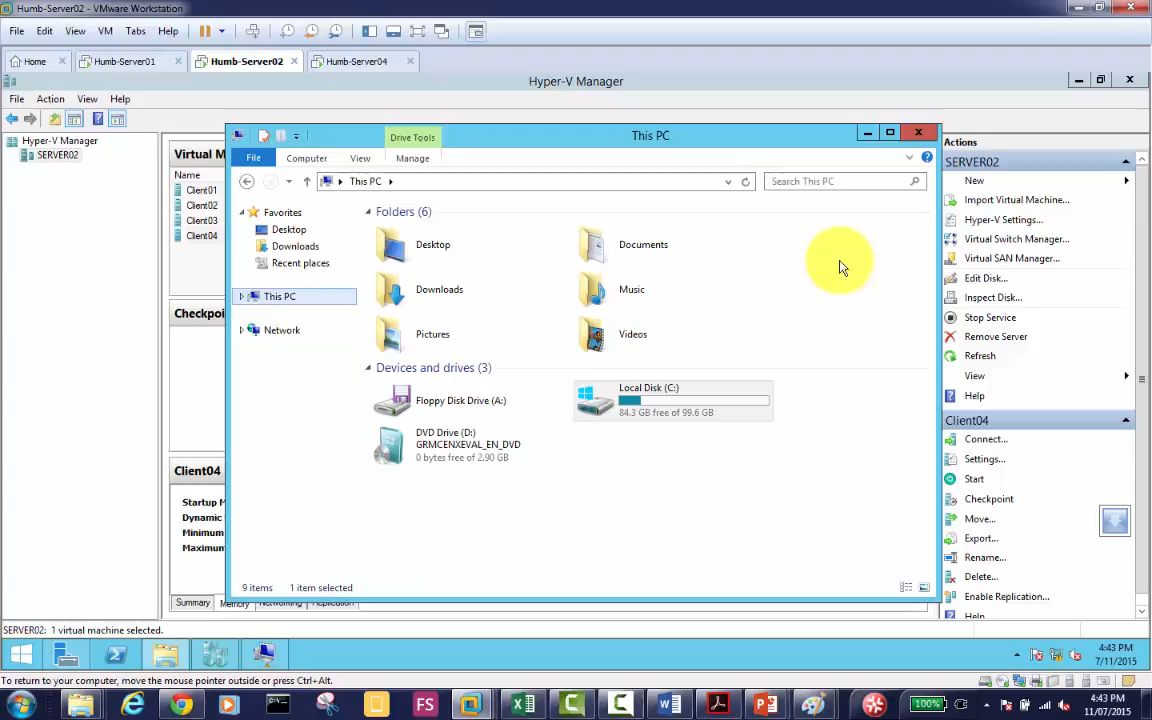 Humb-Server02 - VMware Workstation
File Edit View VM Tabs Help
Home Humb-Server01 Humb-Server02 Humb-Server04
Hyper-V Manager
File Action View Help
Hyper-V Manager
SERVER02
Virtual M
Name
Client01
Client02
Client03
Client04
Checkpoi
Client04
Startup M
Dynamic
Minimum
Maximum
Summary Memory Networking Replication
SERVER02: 1 virtual machine selected.
Drive Tools
This PC
File Computer View Manage
This PC
Search This PC
Favorites
Desktop
Downloads
Recent places
This PC
Network
Folders (6)
Desktop
Documents
Downloads
Music
Pictures
Videos
Devices and drives (3)
Floppy Disk Drive (A:)
Local Disk (C:)
84.3 GB free of 99.6 GB
DVD Drive (D:)
GRMCENXEVAL_EN_DVD
0 bytes free of 2.90 GB
9 items 1 item selected
Actions
SERVER02
New
Import Virtual Machine...
Hyper-V Settings...
Virtual Switch Manager...
Virtual SAN Manager...
Edit Disk...
Inspect Disk...
Stop Service
Remove Server
Refresh
View
Help
Client04
Connect...
Settings...
Start
Checkpoint
Move...
Export...
Rename...
Delete...
Enable Replication...
Help
4:43 PM
7/11/2015
To return to your computer, move the mouse pointer outside or press Ctrl+Alt.
FS
100%
4:43 PM
11/07/2015